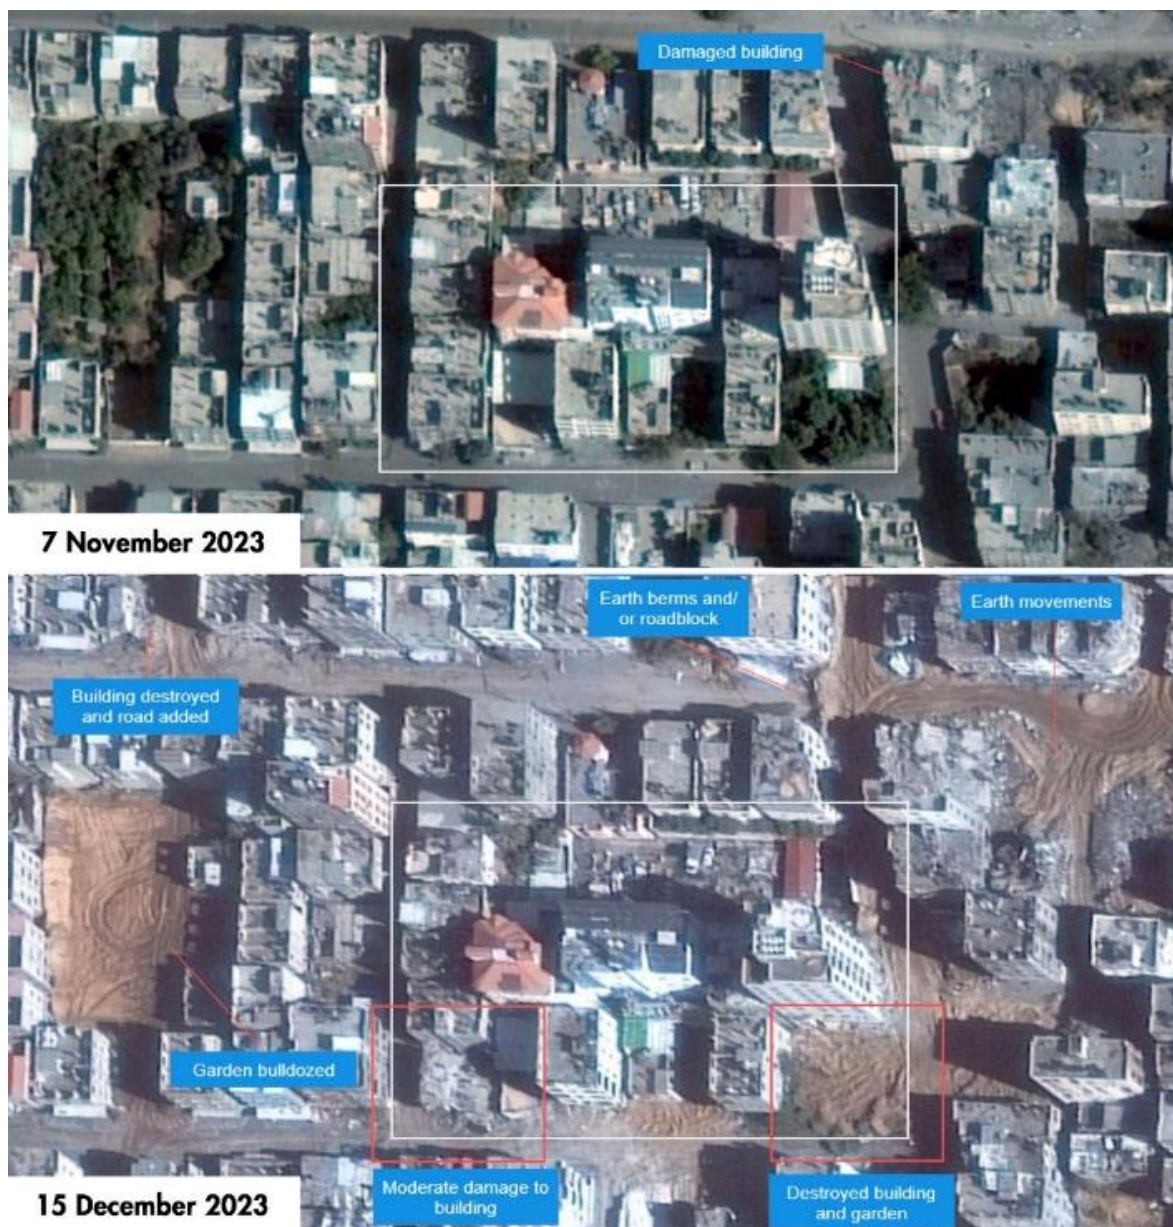 Damaged building
7 November 2023
Earth berms and/
or roadblock
Earth movements
Building destroyed
and road added
Garden bulldozed
Moderate damage to
building
Destroyed building
and garden
15 December 2023